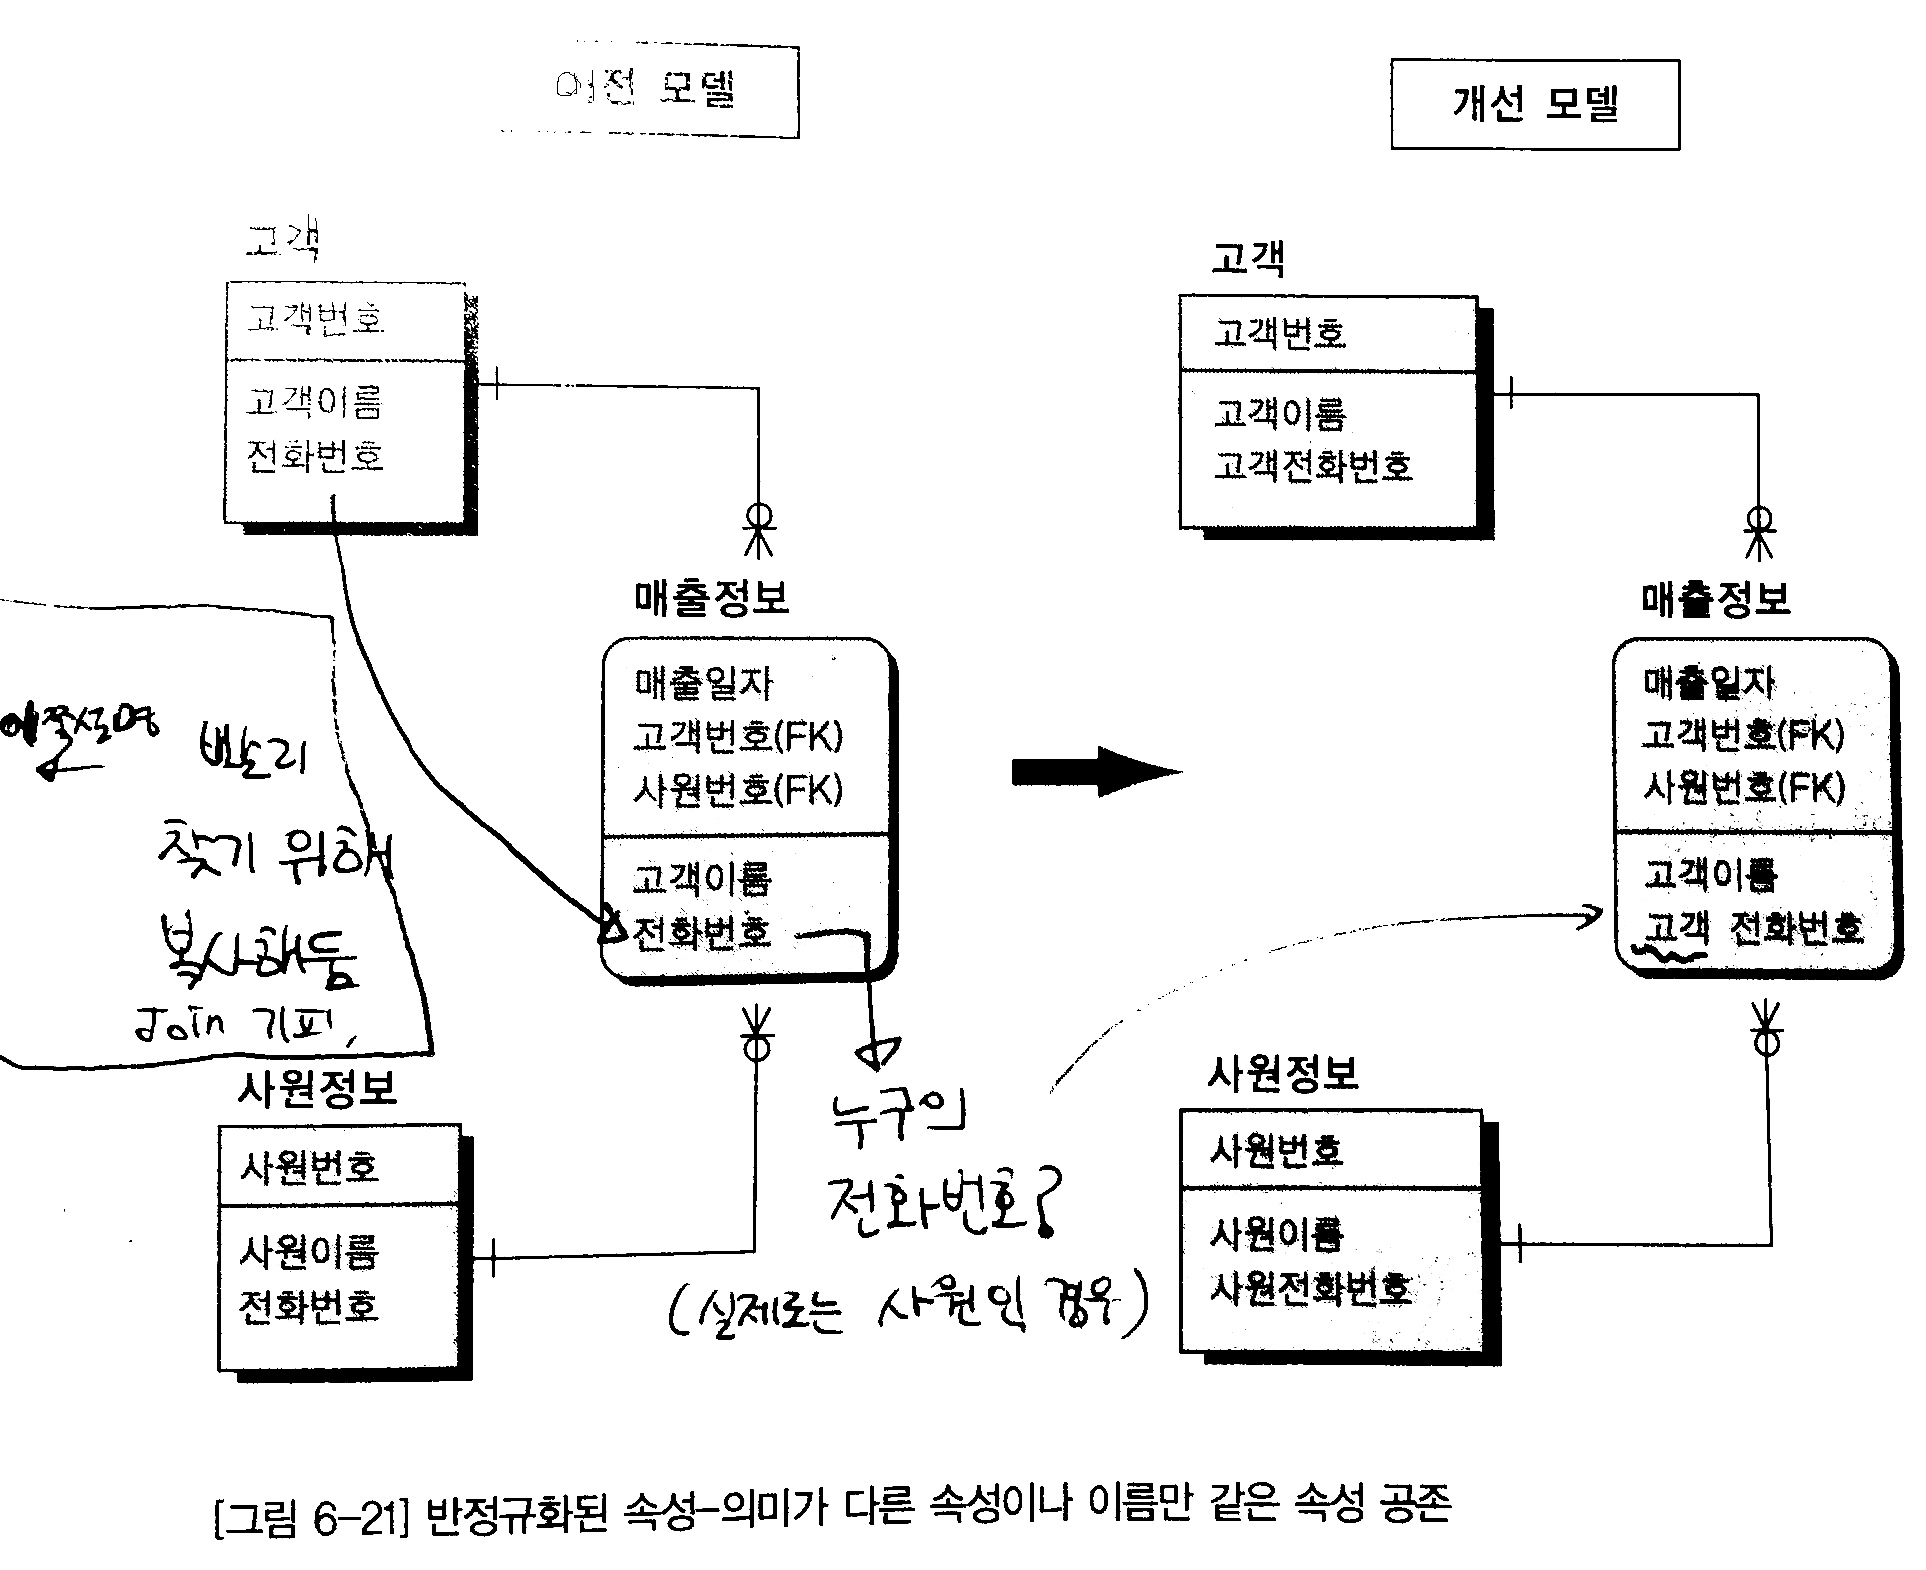 이전 모델
고객
고객번호
고객이름
전화번호
매출정보
매출일자
고객번호(FK)
사원번호(FK)
고객이름
전화번호
왼쪽설명
빨리
찾기 위해
복사해둠
Join 기피,
사원정보
사원번호
사원이름
전화번호
누구의
전화번호?
(실제로는 사원인 경우)
개선 모델
고객
고객번호
고객이름
고객전화번호
매출정보
매출일자
고객번호(FK)
사원번호(FK)
고객이름
고객 전화번호
사원정보
사원번호
사원이름
사원전화번호
[그림 6-21] 반정규화된 속성-의미가 다른 속성이나 이름만 같은 속성 공존